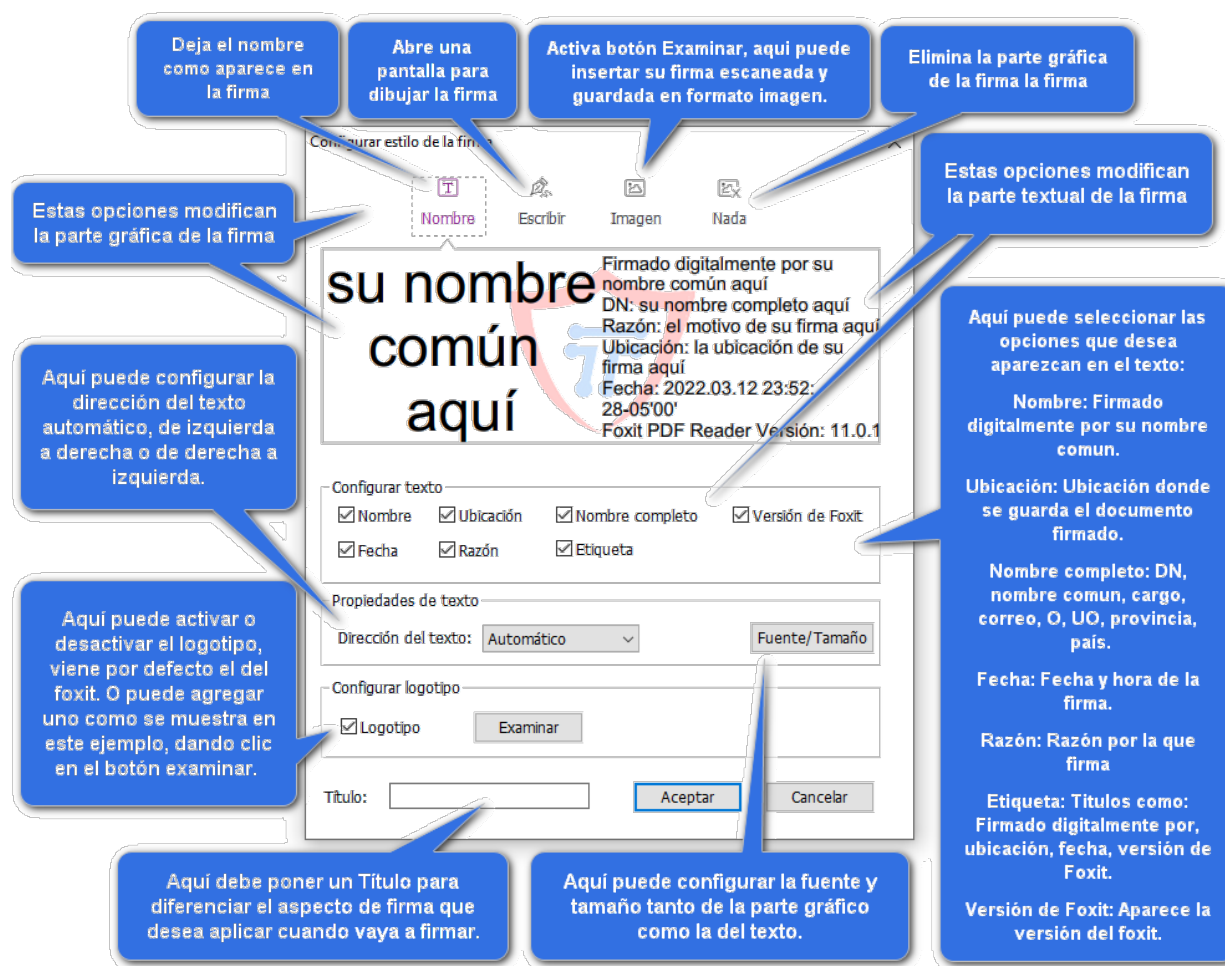 Deja el nombre
como aparece en
la firma
Abre una
pantalla para
dibujar la firma
Activa botón Examinar, aqui puede
insertar su firma escaneada y
guardada en formato imagen.
Elimina la parte gráfica
de la firma la firma
Configurar estilo de la firma
Estas opciones modifican
la parte textual de la firma
Estas opciones modifican
la parte gráfica de la firma
Nombre
Escribir
Imagen
Nada
su nombre
común
aquí
Firmado digitalmente por su
nombre común aquí
DN: su nombre completo aquí
Razón: el motivo de su firma aquí
Ubicación: la ubicación de su
firma aquí
Fecha: 2022.03.12 23:52:
28-05'00'
Foxit PDF Reader Versión: 11.0.1
Aquí puede seleccionar las
opciones que desea
aparezcan en el texto:
Nombre: Firmado
digitalmente por su nombre
comun.
Ubicación: Ubicación donde
se guarda el documento
firmado.
Nombre completo: DN,
nombre comun, cargo,
correo, O, UO, provincia,
país.
Fecha: Fecha y hora de la
firma.
Razón: Razón por la que
firma
Etiqueta: Titulos como:
Firmado digitalmente por,
ubicación, fecha, versión de
Foxit.
Versión de Foxit: Aparece la
versión del foxit.
Aquí puede configurar la
dirección del texto
automático, de izquierda
a derecha o de derecha a
izquierda.
Configurar texto
Nombre
Ubicación
Nombre completo
Versión de Foxit
Fecha
Razón
Etiqueta
Propiedades de texto
Dirección del texto:
Automático
Fuente/Tamaño
Aquí puede activar o
desactivar el logotipo,
viene por defecto el del
foxit. O puede agregar
uno como se muestra en
este ejemplo, dando clic
en el botón examinar.
Configurar logotipo
Logotipo
Examinar
Título:
Aceptar
Cancelar
Aquí debe poner un Título para
diferenciar el aspecto de firma que
desea aplicar cuando vaya a firmar.
Aquí puede configurar la fuente y
tamaño tanto de la parte gráfico
como la del texto.